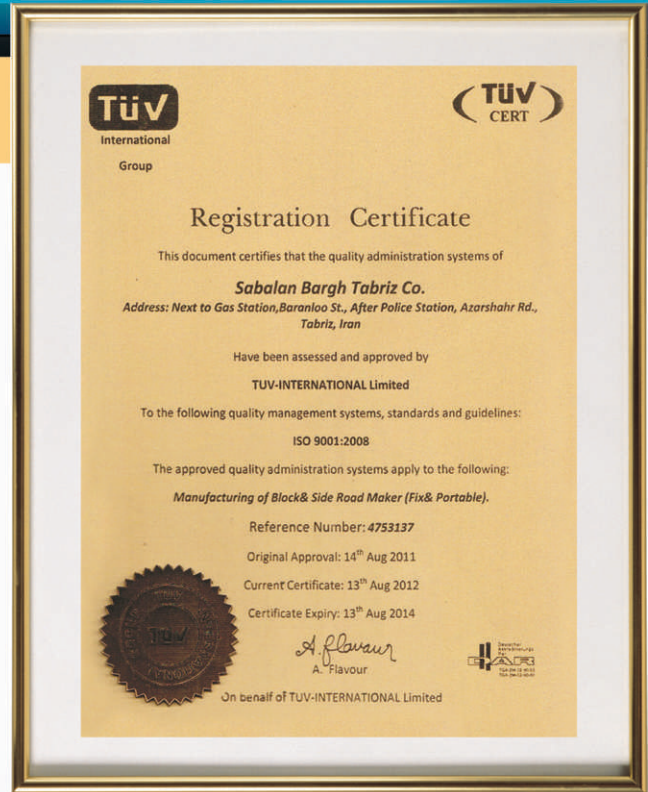 TÜV
International
Group
TÜV
CERT
Registration Certificate
This document certifies that the quality administration systems of
Sabalan Bargh Tabriz Co.
Address: Next to Gas Station,Baranloo St., After Police Station, Azarshahr Rd.,
Tabriz, Iran
Have been assessed and approved by
TUV-INTERNATIONAL Limited
To the following quality management systems, standards and guidelines:
ISO 9001:2008
The approved quality administration systems apply to the following:
Manufacturing of Block& Side Road Maker (Fix& Portable).
Reference Number: 4753137
Original Approval: 14th Aug 2011
Current Certificate: 13th Aug 2012
Certificate Expiry: 13th Aug 2014
A. Flavour
A. Flavour
On benalf of TUV-INTERNATIONAL Limited
TÜV
Deutscher
DAR